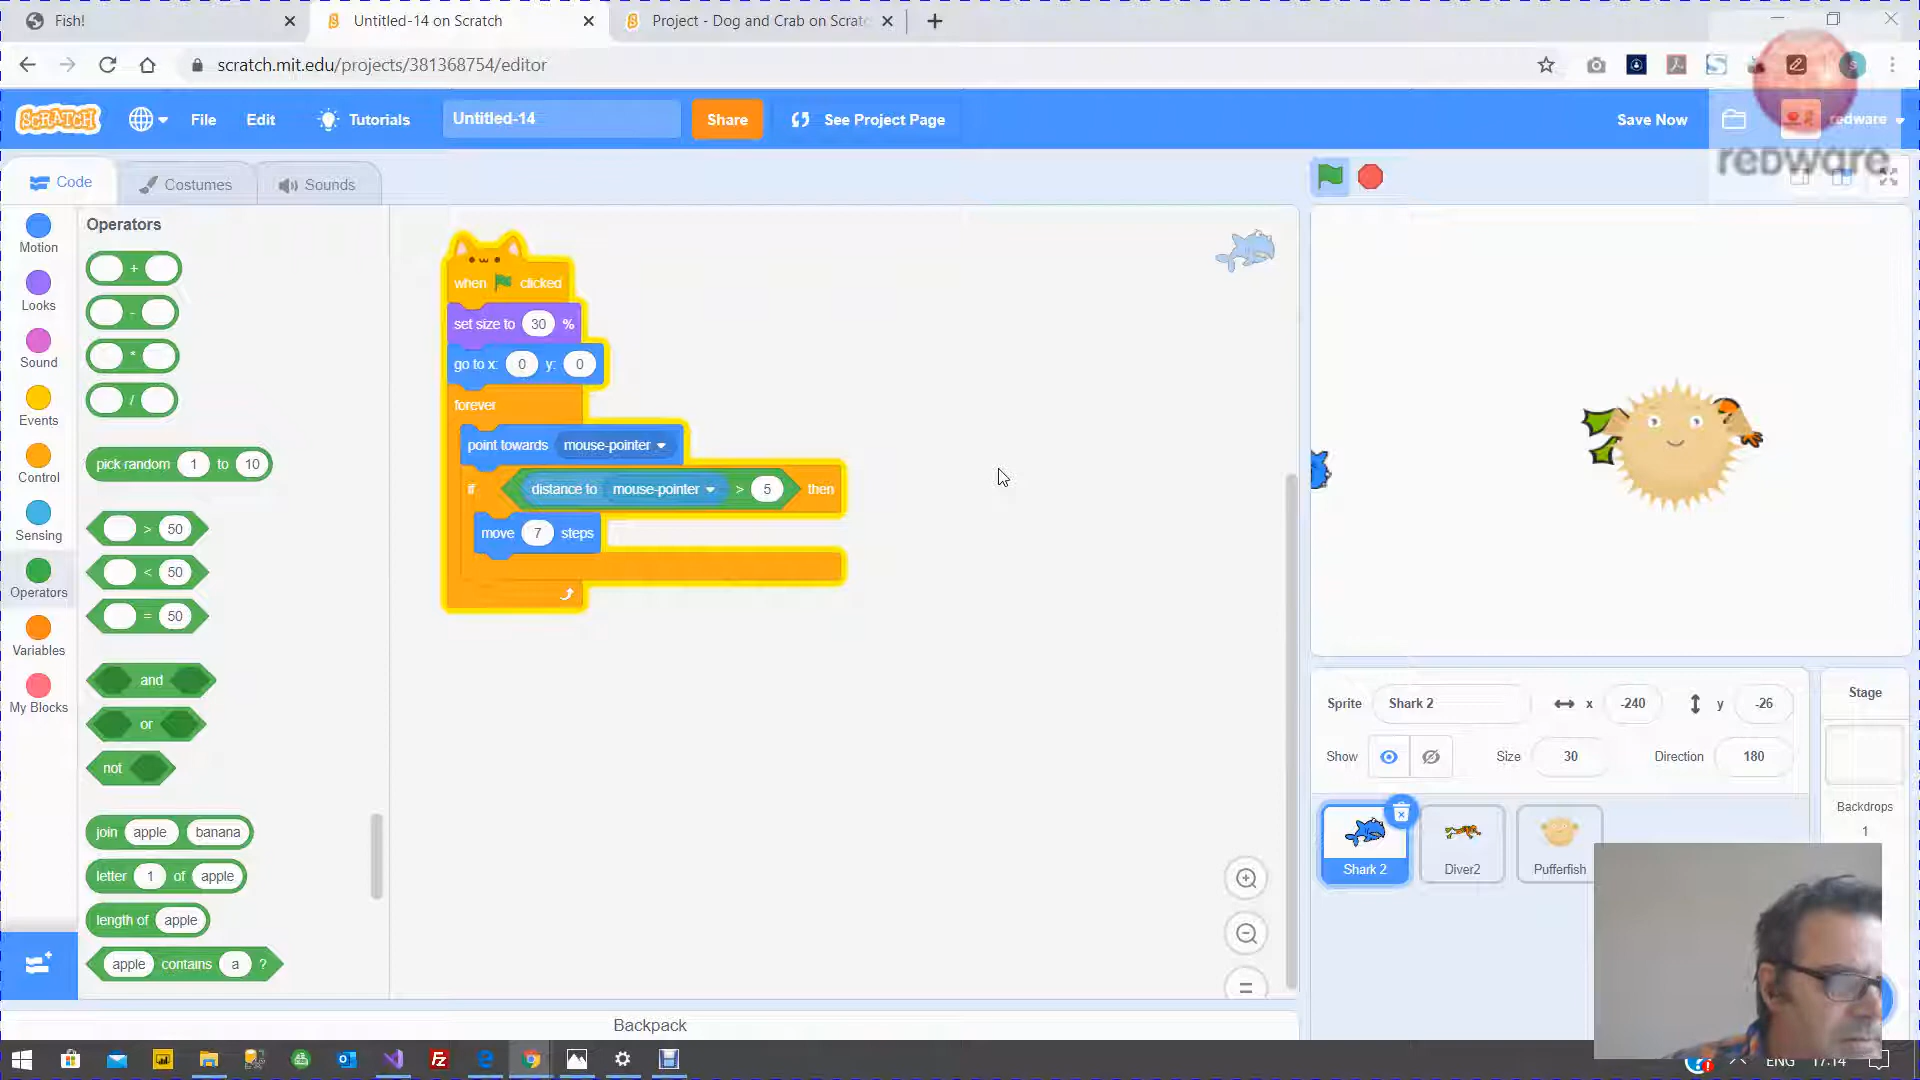 Fish!
Untitled-14 on Scratch
Project - Dog and Crab on Scratc
scratch.mit.edu/projects/381368754/editor
SCRATCH
File
Edit
Tutorials
Untitled-14
Share
See Project Page
Save Now
redware
redware
Code
Costumes
Sounds
Motion
Looks
Sound
Events
Control
Sensing
Operators
Variables
My Blocks
Operators
+
-
*
/
pick random 1 to 10
> 50
< 50
= 50
and
or
not
join apple banana
letter 1 of apple
length of apple
apple contains a ?
when clicked
set size to 30 %
go to x: 0 y: 0
forever
point towards mouse-pointer
if distance to mouse-pointer > 5 then
move 7 steps
Sprite Shark 2 x -240 y -26
Show Size 30 Direction 180
Shark 2
Diver2
Pufferfish
Stage
Backdrops
1
Backpack
ENG 17:14